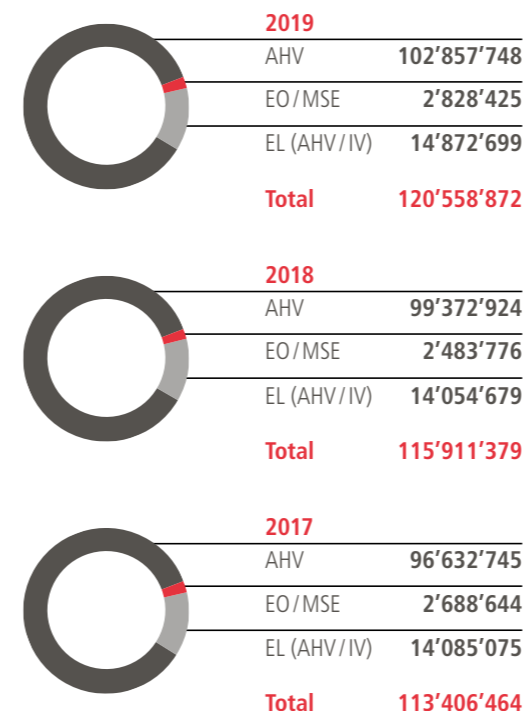 2019
AHV 102’857’748
EO/MSE 2’828’425
EL (AHV/IV) 14’872’699
Total 120’558’872
2018
AHV 99’372’924
EO/MSE 2’483’776
EL (AHV/IV) 14’054’679
Total 115’911’379
2017
AHV 96’632’745
EO/MSE 2’688’644
EL (AHV/IV) 14’085’075
Total 113’406’464